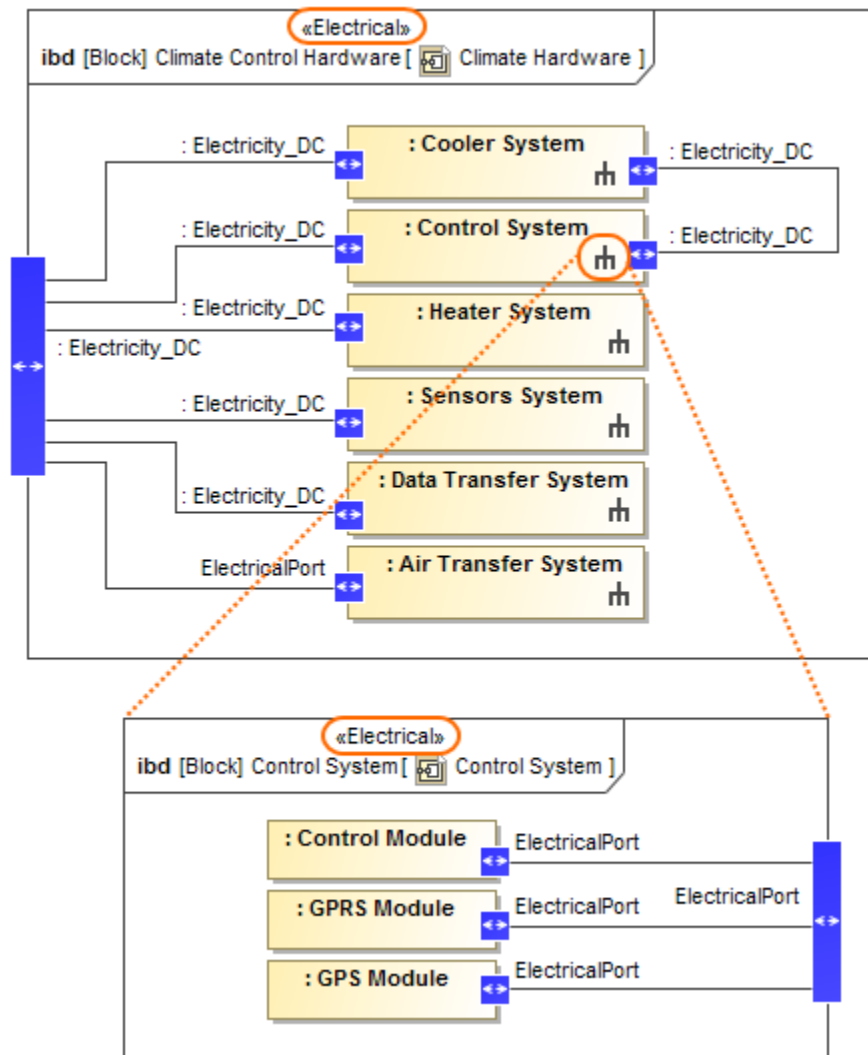 «Electrical»
ibd [Block] Climate Control Hardware [ Climate Hardware ]
: Electricity_DC
: Cooler System
: Electricity_DC
: Electricity_DC
: Control System
: Electricity_DC
: Electricity_DC
: Heater System
: Electricity_DC
: Electricity_DC
: Sensors System
: Electricity_DC
: Data Transfer System
ElectricalPort
: Air Transfer System
«Electrical»
ibd [Block] Control System [ Control System ]
: Control Module
ElectricalPort
: GPRS Module
ElectricalPort
ElectricalPort
: GPS Module
ElectricalPort